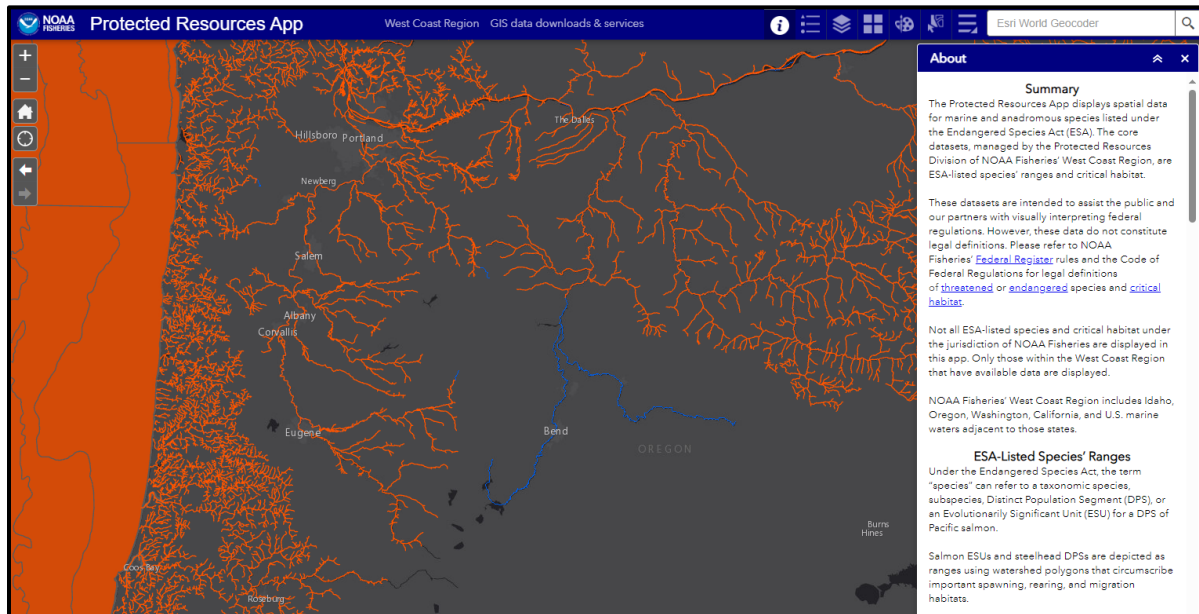 NOAA
FISHERIES
Protected Resources App
West Coast Region GIS data downloads & services
Esri World Geocoder
About
Summary
The Protected Resources App displays spatial data
for marine and anadromous species listed under
the Endangered Species Act (ESA). The core
datasets, managed by the Protected Resources
Division of NOAA Fisheries' West Coast Region, are
ESA-listed species' ranges and critical habitat.
These datasets are intended to assist the public and
our partners with visually interpreting federal
regulations. However, these data do not constitute
legal definitions. Please refer to NOAA
Fisheries' Federal Register rules and the Code of
Federal Regulations for legal definitions
of threatened or endangered species and critical
habitat.
Not all ESA-listed species and critical habitat under
the jurisdiction of NOAA Fisheries are displayed in
this app. Only those within the West Coast Region
that have available data are displayed.
NOAA Fisheries' West Coast Region includes Idaho,
Oregon, Washington, California, and U.S. marine
waters adjacent to those states.
ESA-Listed Species' Ranges
Under the Endangered Species Act, the term
"species" can refer to a taxonomic species,
subspecies, Distinct Population Segment (DPS), or
an Evolutionarily Significant Unit (ESU) for a DPS of
Pacific salmon.
Salmon ESUs and steelhead DPSs are depicted as
ranges using watershed polygons that circumscribe
important spawning, rearing, and migration
habitats.
The Dalles
Hillsboro
Portland
Newberg
Salem
Albany
Corvallis
Eugene
Bend
OREGON
Burns
Hines
Coos Bay
Roseburg